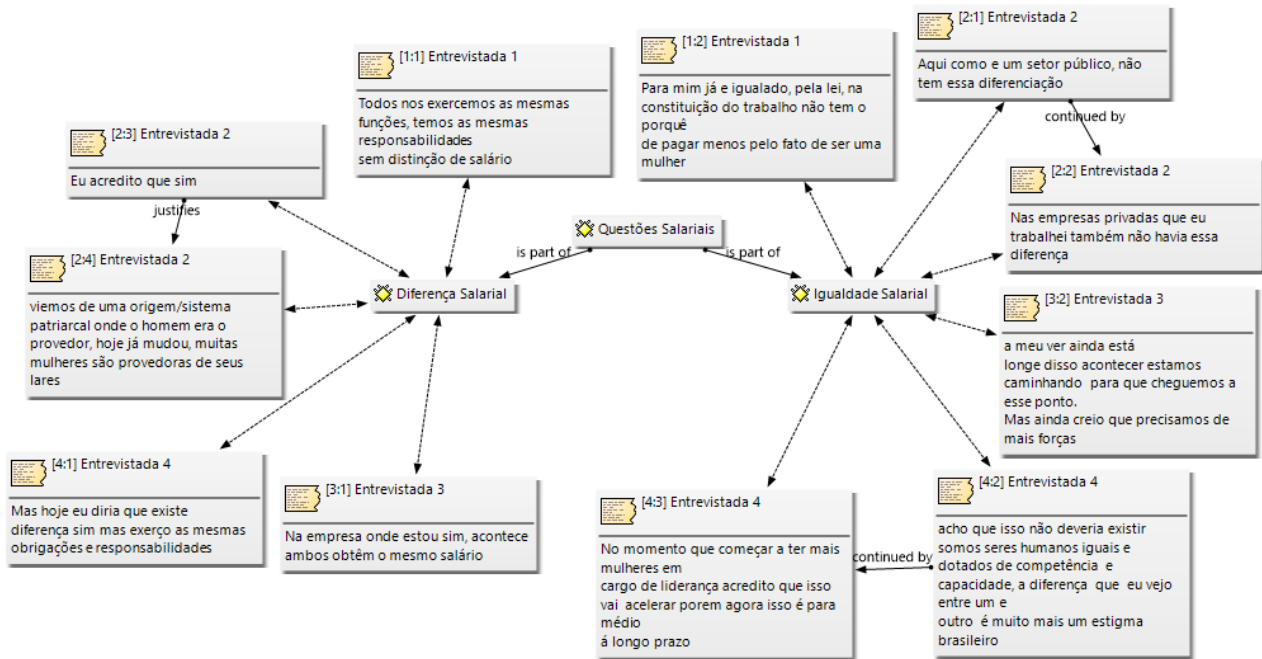 [2:1] Entrevistada 2
Aqui como e um setor público, não
tem essa diferenciação
continued by
[1:1] Entrevistada 1
Todos nos exercemos as mesmas
funções, temos as mesmas
responsabilidades
sem distinção de salário
[1:2] Entrevistada 1
Para mim já e igualado, pela lei, na
constituição do trabalho não tem o
porquê
de pagar menos pelo fato de ser uma
mulher
[2:3] Entrevistada 2
Eu acredito que sim
justifies
[2:2] Entrevistada 2
Nas empresas privadas que eu
trabalhei também não havia essa
diferença
Questões Salariais
is part of
is part of
[2:4] Entrevistada 2
viemos de uma origem/sistema
patriarcal onde o homem era o
provedor, hoje já mudou, muitas
mulheres são provedoras de seus
lares
Diferença Salarial
Igualdade Salarial
[3:2] Entrevistada 3
a meu ver ainda está
longe disso acontecer estamos
caminhando para que cheguemos a
esse ponto.
Mas ainda creio que precisamos de
mais forças
[4:1] Entrevistada 4
Mas hoje eu diria que existe
diferença sim mas exerço as mesmas
obrigações e responsabilidades
[3:1] Entrevistada 3
Na empresa onde estou sim, acontece
ambos obtêm o mesmo salário
[4:3] Entrevistada 4
No momento que começar a ter mais
mulheres em
cargo de liderança acredito que isso
vai acelerar porem agora isso é para
médio
á longo prazo
continued by
[4:2] Entrevistada 4
acho que isso não deveria existir
somos seres humanos iguais e
dotados de competência e
capacidade, a diferença que eu vejo
entre um e
outro é muito mais um estigma
brasileiro